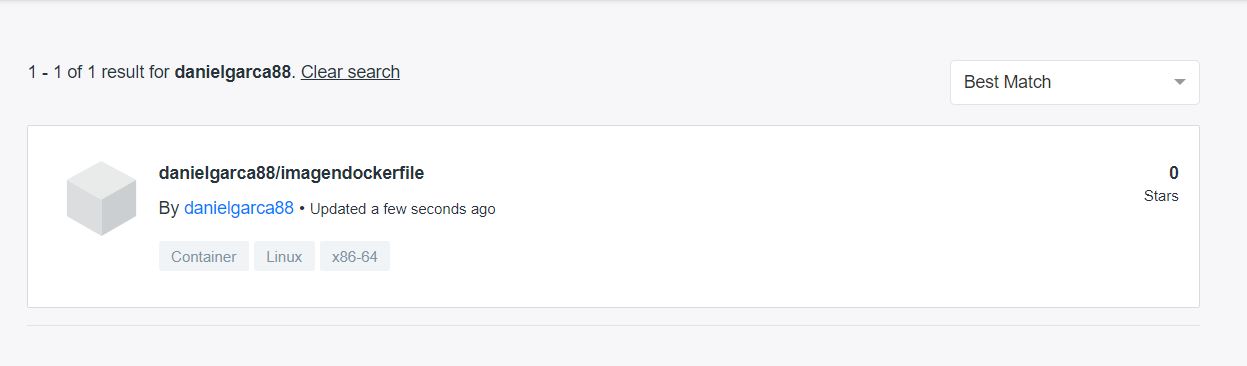 1 - 1 of 1 result for danielgarca88. Clear search
Best Match
danielgarca88/imagendockerfile
0
By danielgarca88 • Updated a few seconds ago
Stars
Container Linux x86-64